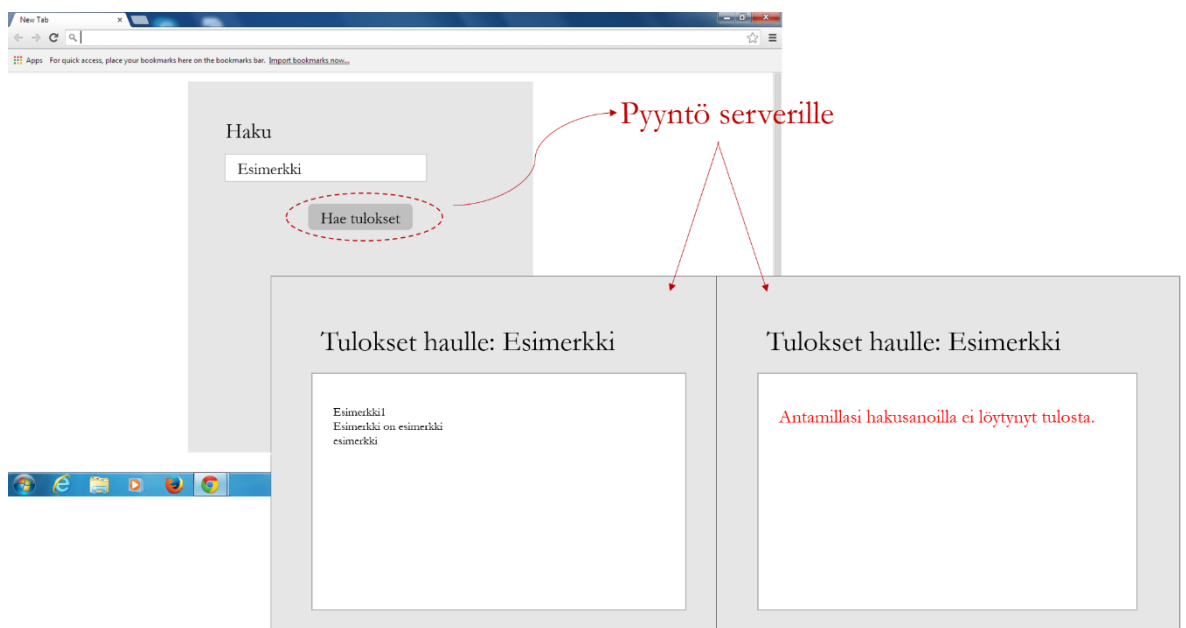 New Tab
Apps For quick access, place your bookmarks here on the bookmarks bar. Import bookmarks now...
Haku
Esimerkki
Hae tulokset
Pyyntö serverille
Tulokset haulle: Esimerkki
Esimerkki1
Esimerkki on esimerkki
esimerkki
Tulokset haulle: Esimerkki
Antamillasi hakusanoilla ei löytynyt tulosta.